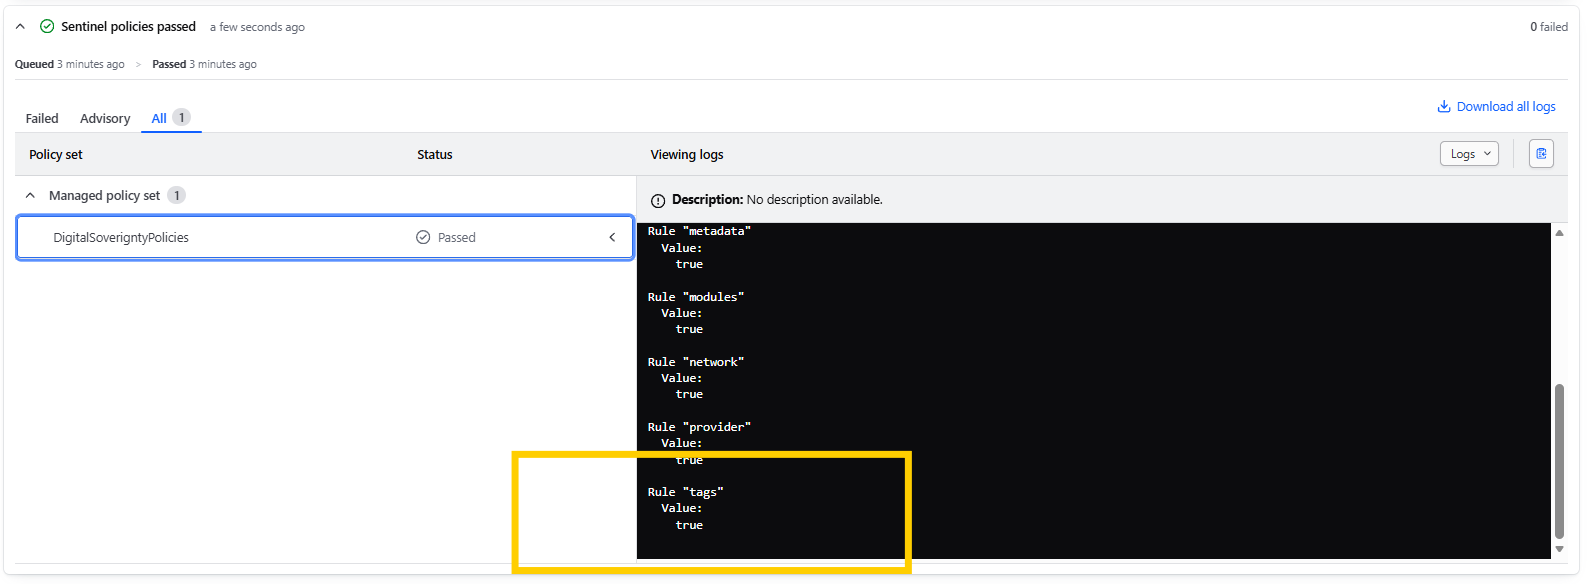 Sentinel policies passed a few seconds ago 0 failed
Queued 3 minutes ago > Passed 3 minutes ago
Download all logs
Failed Advisory All 1
Policy set Status Viewing logs Logs
Managed policy set 1
Description: No description available.
DigitalSoverigntyPolicies Passed
Rule "metadata"
Value:
true
Rule "modules"
Value:
true
Rule "network"
Value:
true
Rule "provider"
Value:
true
Rule "tags"
Value:
true